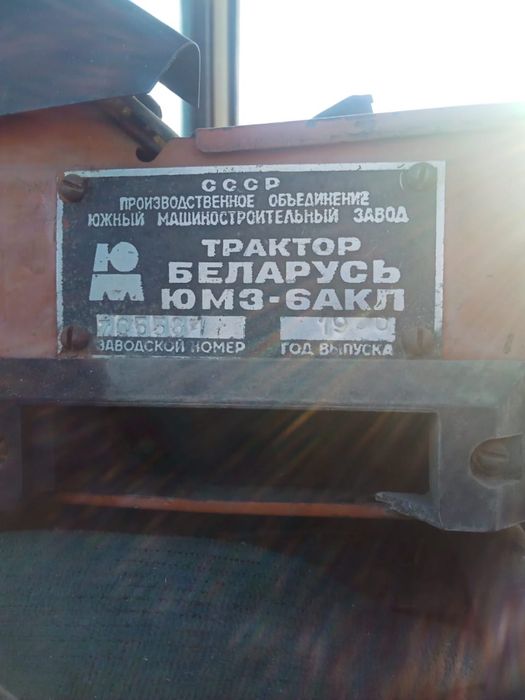 СССР
ПРОИЗВОДСТВЕННОЕ ОБЪЕДИНЕНИЕ
ЮЖНЫЙ МАШИНОСТРОИТЕЛЬНЫЙ ЗАВОД
ЮМ
ТРАКТОР
БЕЛАРУСЬ
ЮМЗ-6АКЛ
ЗАВОДСКОЙ НОМЕР ГОД ВЫПУСКА